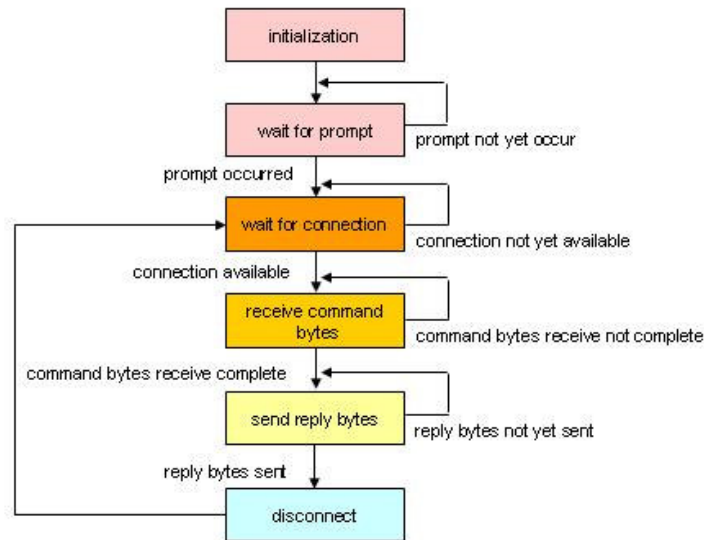 initialization
wait for prompt
prompt not yet occur
prompt occurred
wait for connection
connection not yet available
connection available
receive command
bytes
command bytes receive not complete
command bytes receive complete
send reply bytes
reply bytes not yet sent
reply bytes sent
disconnect